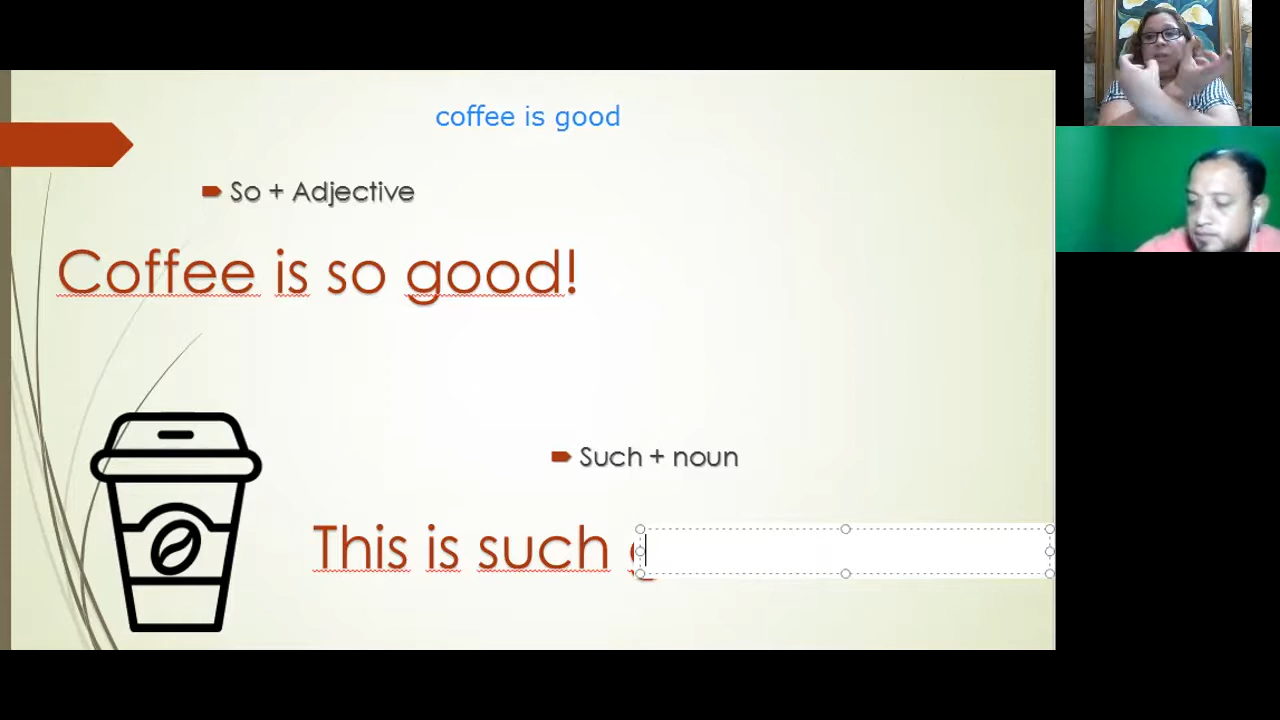 coffee is good
So + Adjective
Coffee is so good!
Such + noun
This is such